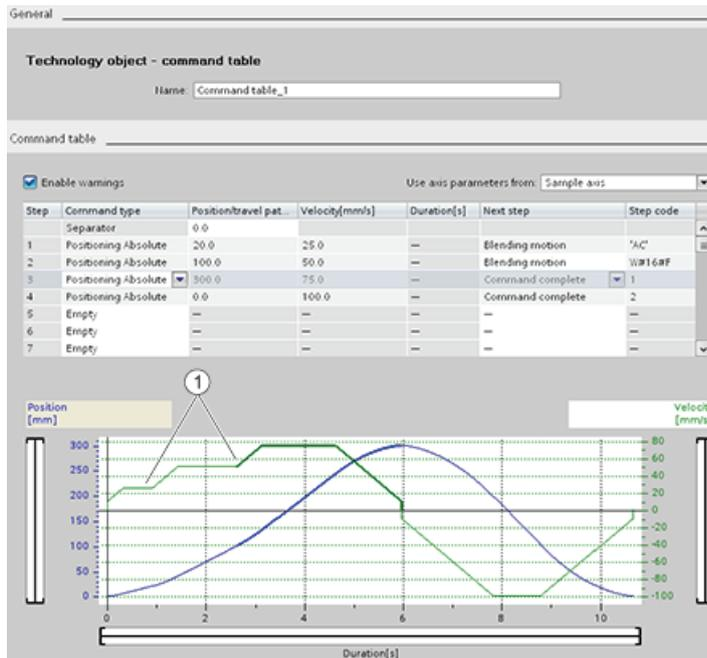 General
Technology object - command table
Name: Command table_1
Command table
Enable warnings
Use axis parameters from: Sample axis
Step Command type Position/travel pat... Velocity[mm/s] Duration[s] Next step Step code
Separator 0.0
1 Positioning Absolute 20.0 25.0 — Blending motion "AC"
2 Positioning Absolute 100.0 50.0 — Blending motion W#16#F
3 Positioning Absolute 300.0 75.0 — Command complete 1
4 Positioning Absolute 0.0 100.0 — Command complete 2
5 Empty — — — — —
6 Empty — — — — —
7 Empty — — — — —
1
Position
[mm]
Velocit
[mm/s
300 80
250 60
200 40
150 20
100 0
50 -20
0 -40
-60
-80
-100
0 2 4 6 8 10
Duration[s]